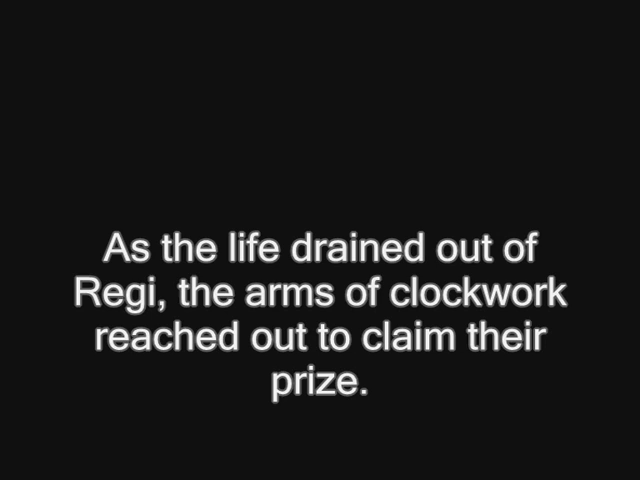 As the life drained out of
Regi, the arms of clockwork
reached out to claim their
prize.